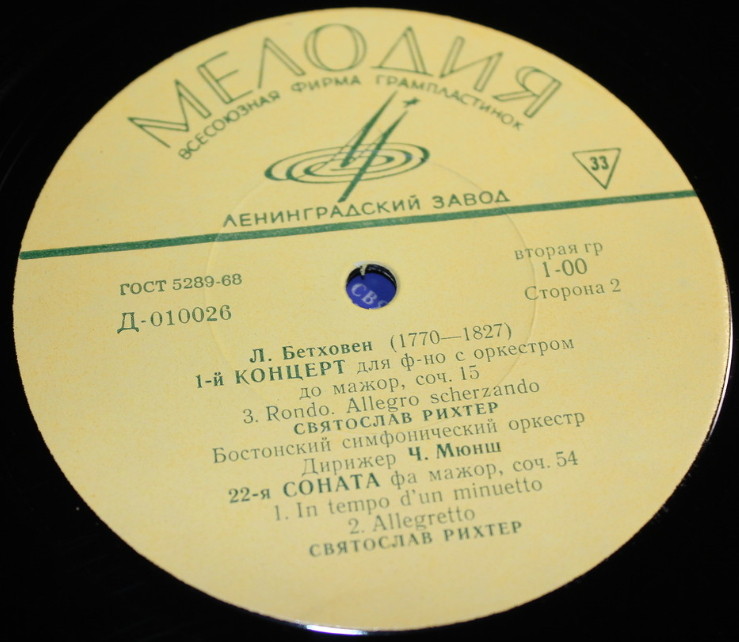 МЕЛОДИЯ
ВСЕСОЮЗНАЯ ФИРМА ГРАМПЛАСТИНОК
33
ЛЕНИНГРАДСКИЙ ЗАВОД
ГОСТ 5289-68
Д-010026
вторая гр
1-00
Сторона 2
СВ
Л. Бетховен (1770—1827)
1-й КОНЦЕРТ для ф-но с оркестром
до мажор, соч. 15
3. Rondo. Allegro scherzando
СВЯТОСЛАВ РИХТЕР
Бостонский симфонический оркестр
Дирижер Ч. Мюнш
22-я СОНАТА фа мажор, соч. 54
1. In tempo d'un minuetto
2. Allegretto
СВЯТОСЛАВ РИХТЕР